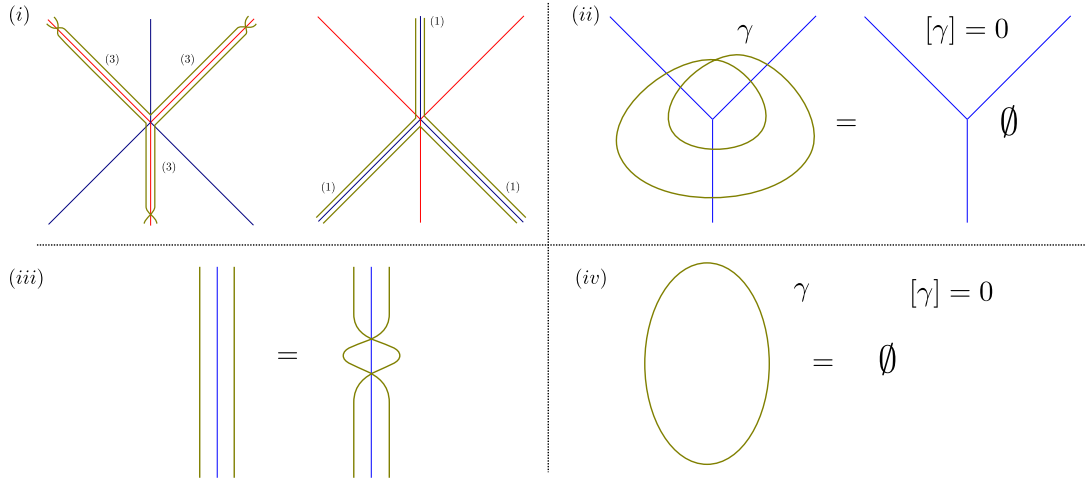 (i)
(3)
(3)
(3)
(1)
(1)
(1)
(ii)
γ
=
[γ] = 0
∅
(iii)
=
(iv)
γ
[γ] = 0
=
∅